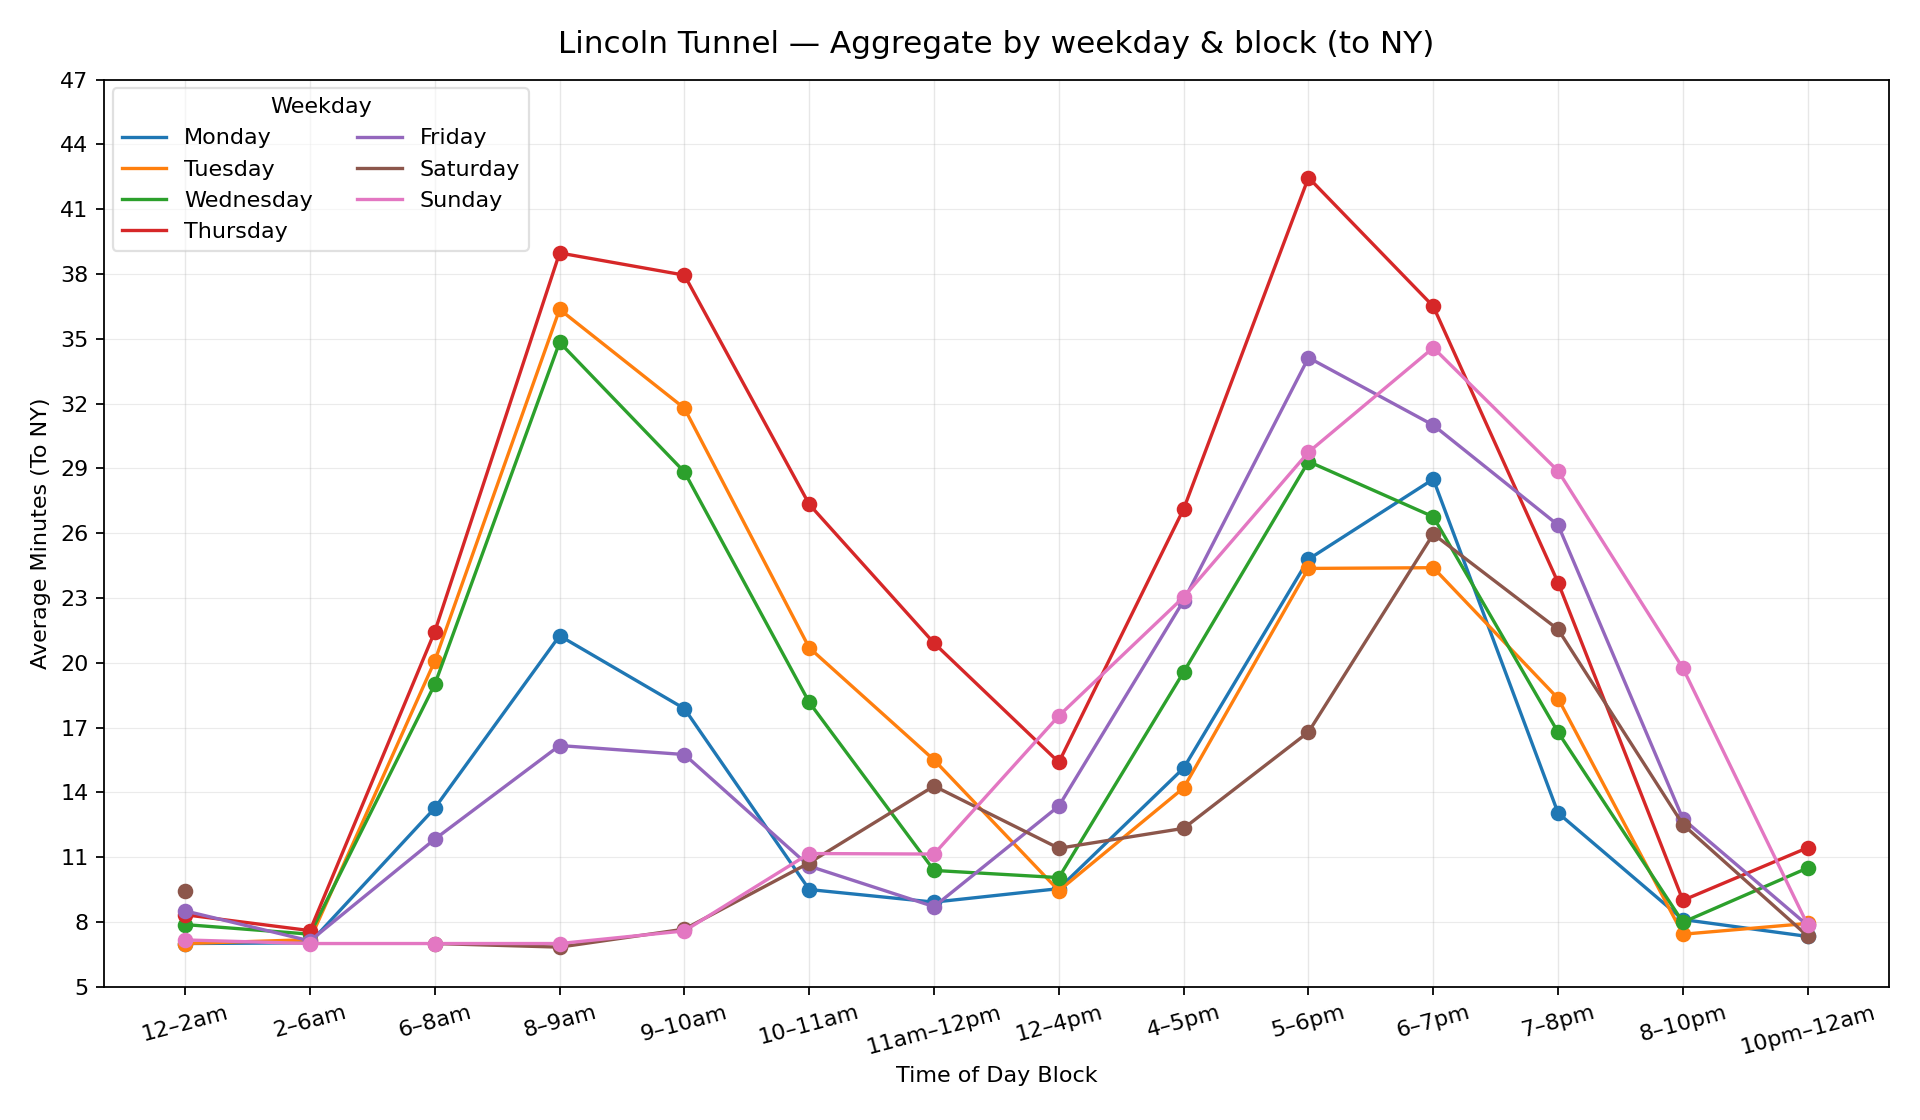 Lincoln Tunnel — Aggregate by weekday & block (to NY)
Weekday
Monday
Tuesday
Wednesday
Thursday
Friday
Saturday
Sunday
Average Minutes (To NY)
47
44
41
38
35
32
29
26
23
20
17
14
11
8
5
12–2am
2–6am
6–8am
8–9am
9–10am
10–11am
11am–12pm
12–4pm
4–5pm
5–6pm
6–7pm
7–8pm
8–10pm
10pm–12am
Time of Day Block